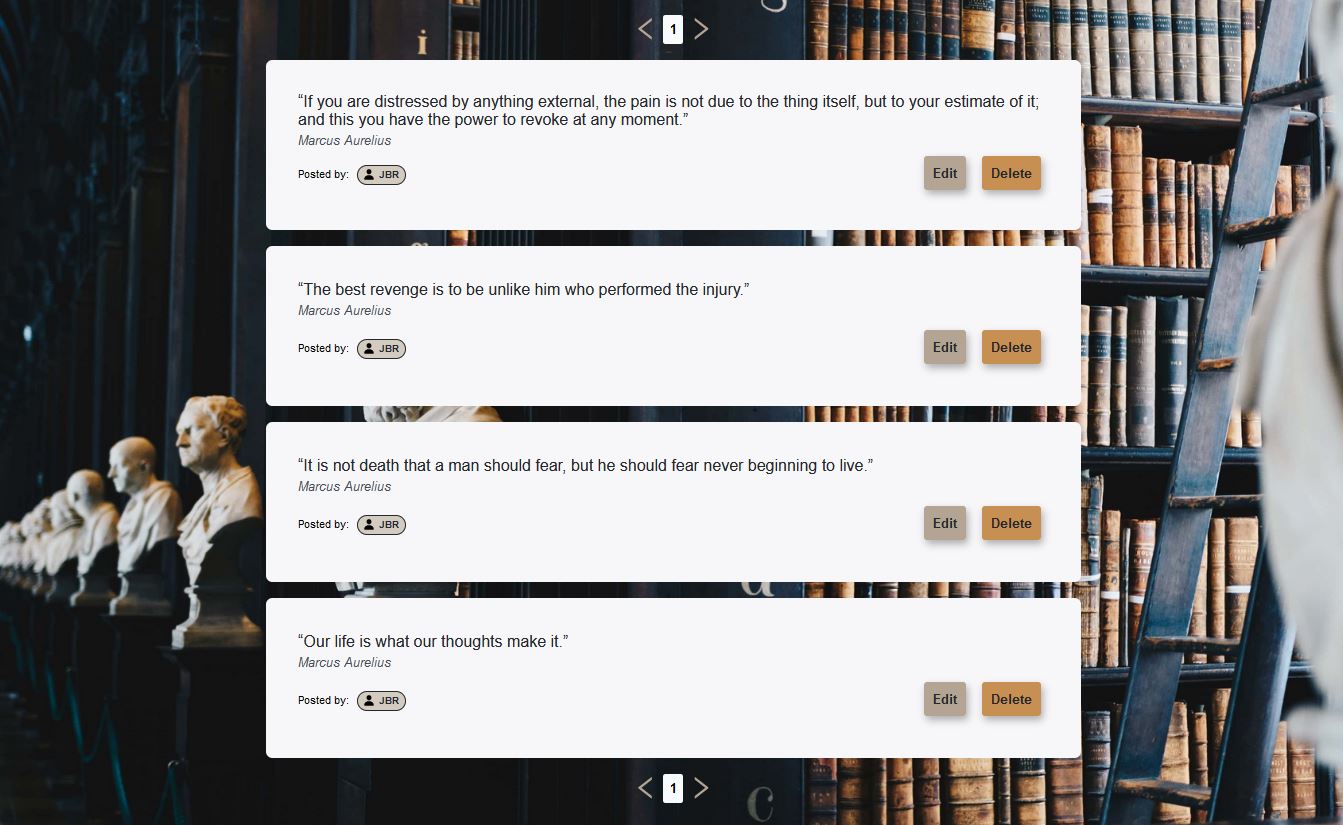 i
1
“If you are distressed by anything external, the pain is not due to the thing itself, but to your estimate of it;
and this you have the power to revoke at any moment.”
Marcus Aurelius
Posted by: JBR
Edit Delete
“The best revenge is to be unlike him who performed the injury.”
Marcus Aurelius
Posted by: JBR
Edit Delete
“It is not death that a man should fear, but he should fear never beginning to live.”
Marcus Aurelius
Posted by: JBR
Edit Delete
“Our life is what our thoughts make it.”
Marcus Aurelius
Posted by: JBR
Edit Delete
1
c